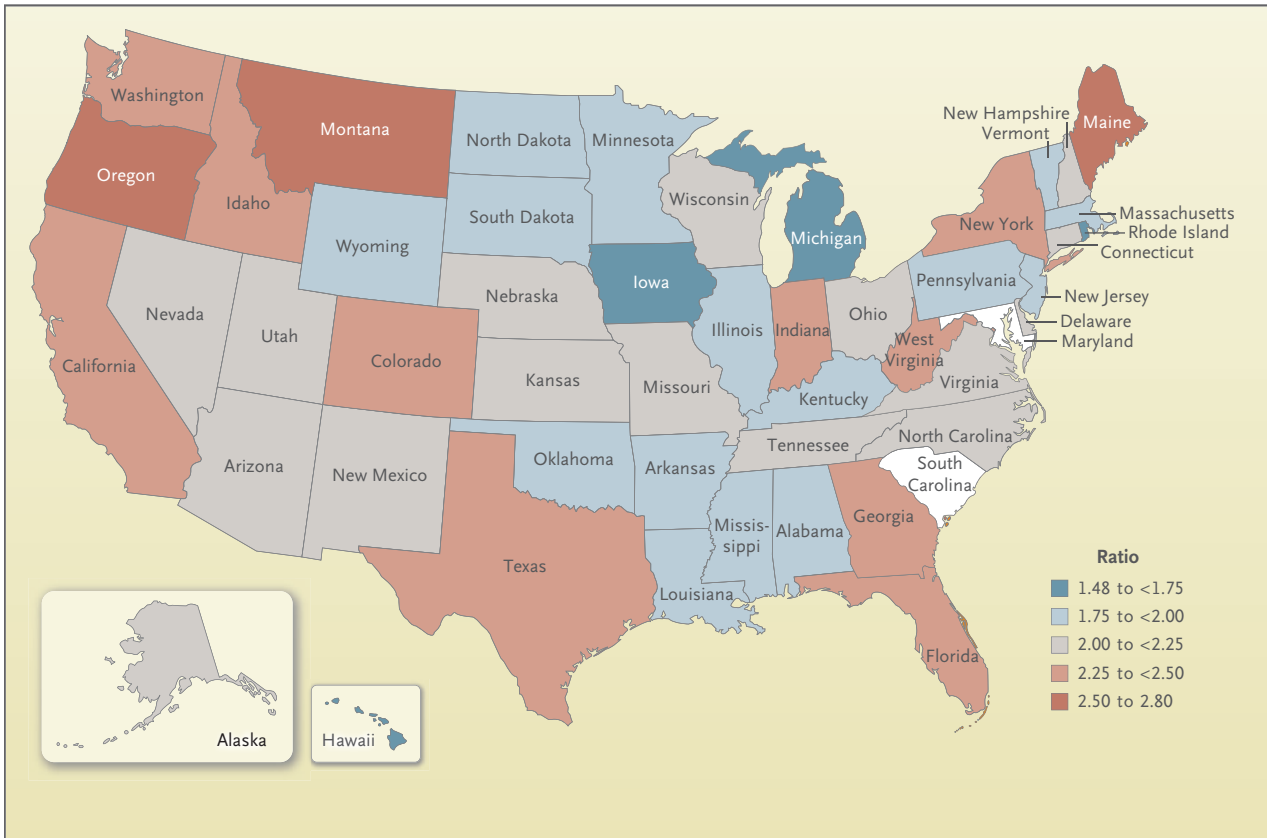 Washington
Montana
North Dakota
Minnesota
New Hampshire
Vermont
Maine
Oregon
Idaho
Wyoming
South Dakota
Wisconsin
Michigan
New York
Massachusetts
Rhode Island
Connecticut
Nevada
Utah
Colorado
Nebraska
Iowa
Illinois
Indiana
Ohio
Pennsylvania
New Jersey
Delaware
Maryland
California
Kansas
Missouri
Kentucky
West
Virginia
Virginia
Arizona
New Mexico
Oklahoma
Arkansas
Tennessee
North Carolina
South
Carolina
Texas
Louisiana
Missis-
sippi
Alabama
Georgia
Florida
Alaska
Hawaii
Ratio
1.48 to <1.75
1.75 to <2.00
2.00 to <2.25
2.25 to <2.50
2.50 to 2.80